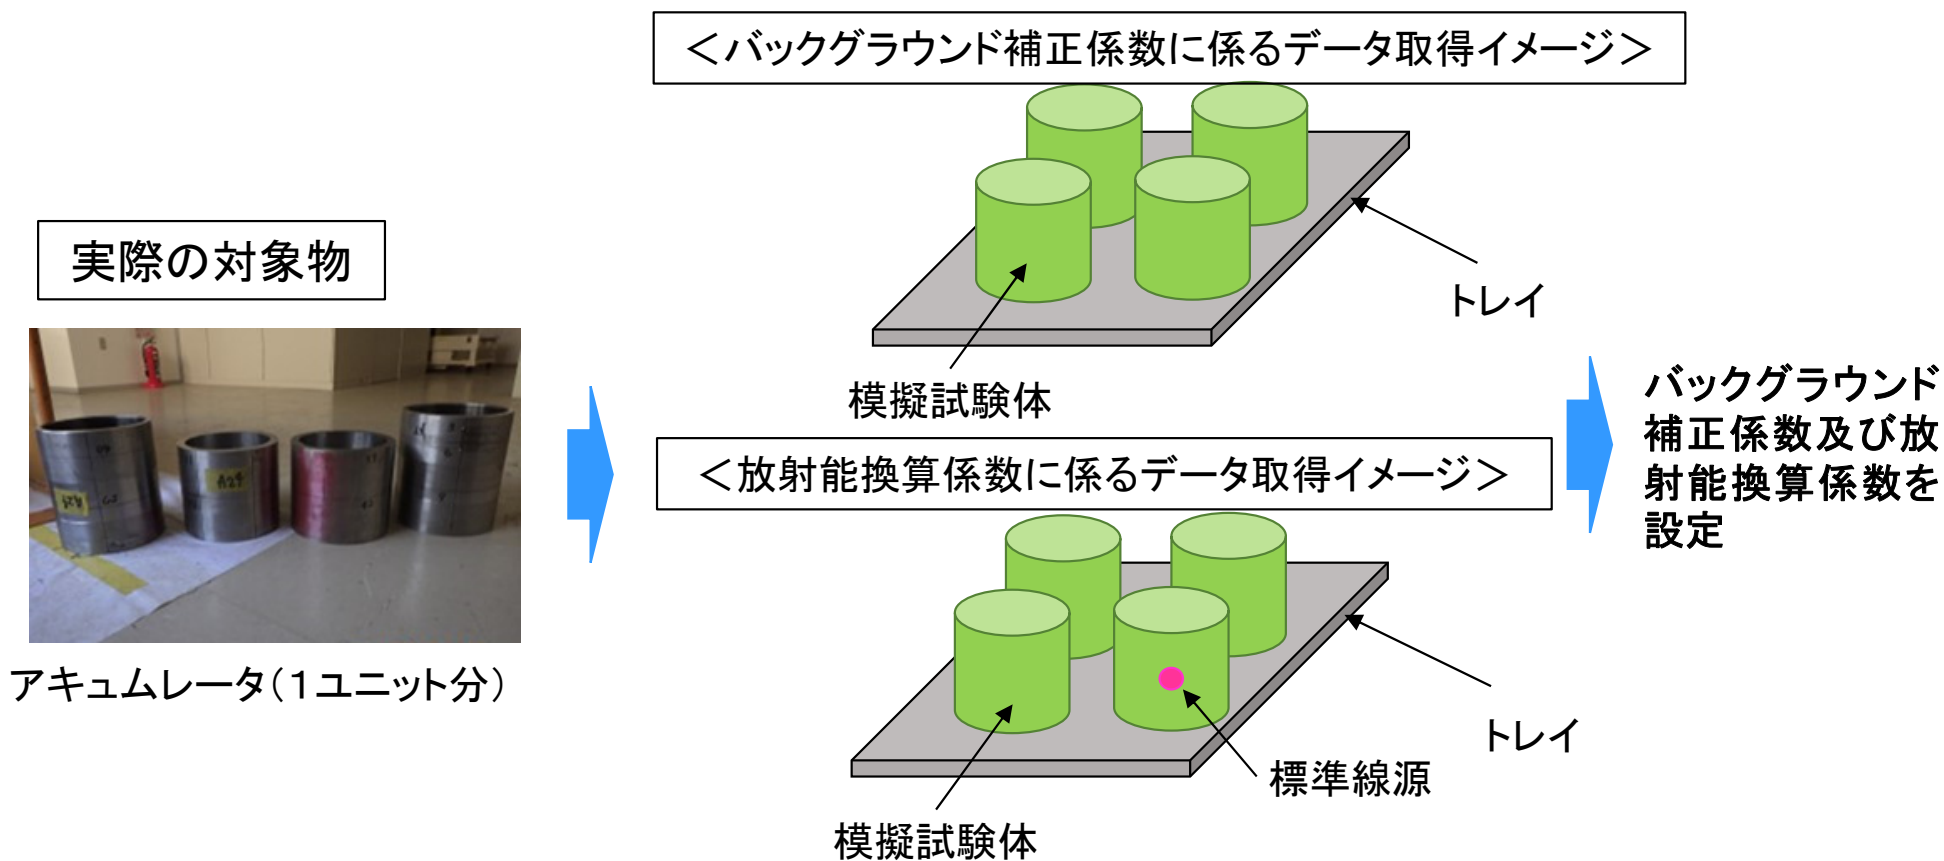 ＜バックグラウンド補正係数に係るデータ取得イメージ＞
実際の対象物
トレイ
模擬試験体
アキュムレータ（１ユニット分）
＜放射能換算係数に係るデータ取得イメージ＞
トレイ
標準線源
模擬試験体
バックグラウンド
補正係数及び放
射能換算係数を
設定